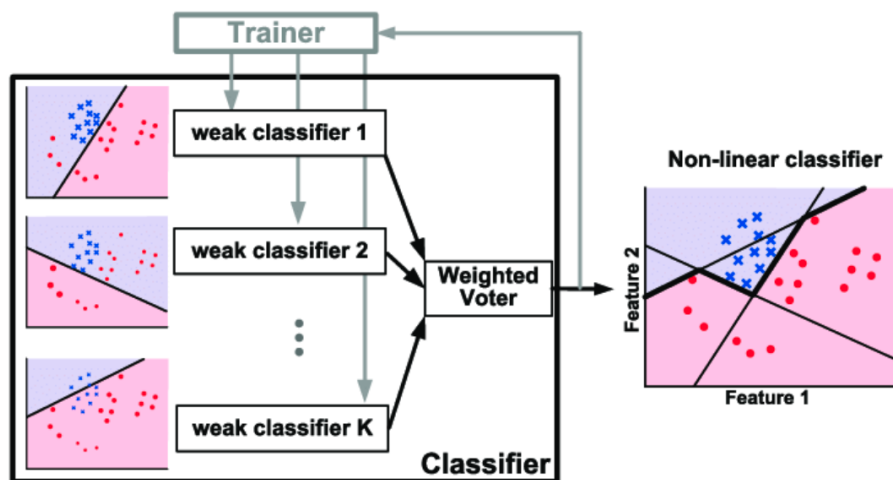 Trainer
weak classifier 1
weak classifier 2
weak classifier K
Weighted
Voter
Classifier
Non-linear classifier
Feature 2
Feature 1